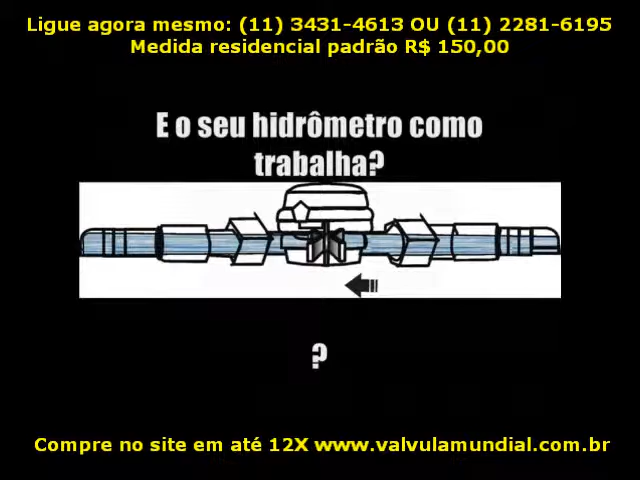 Ligue agora mesmo: (11) 3431-4613 OU (11) 2281-6195
Medida residencial padrão R$ 150,00
E o seu hidrômetro como
trabalha?
?
Compre no site em até 12X www.valvulamundial.com.br